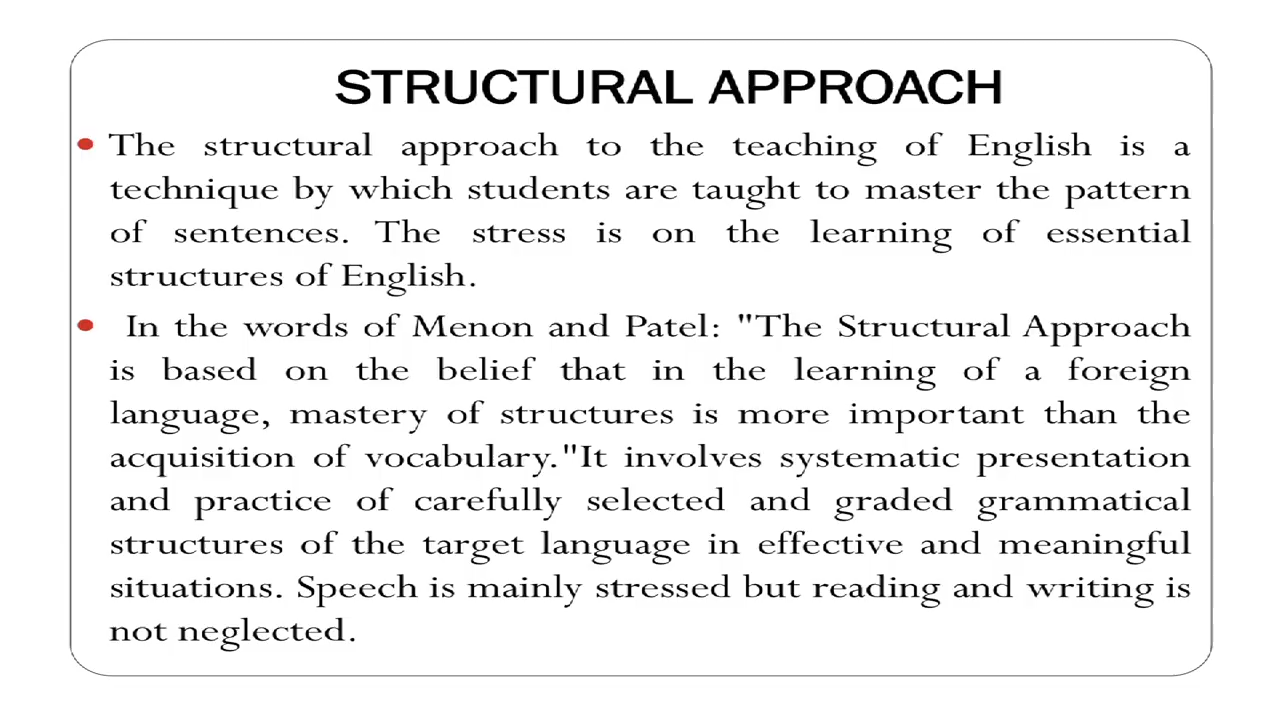 STRUCTURAL APPROACH
• The structural approach to the teaching of English is a
technique by which students are taught to master the pattern
of sentences. The stress is on the learning of essential
structures of English.
• In the words of Menon and Patel: "The Structural Approach
is based on the belief that in the learning of a foreign
language, mastery of structures is more important than the
acquisition of vocabulary."It involves systematic presentation
and practice of carefully selected and graded grammatical
structures of the target language in effective and meaningful
situations. Speech is mainly stressed but reading and writing is
not neglected.